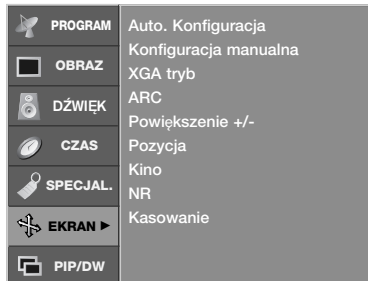 PROGRAM
OBRAZ
DŹWIĘK
CZAS
SPECJAL.
EKRAN ►
PIP/DW
Auto. Konfiguracja
Konfiguracja manualna
XGA tryb
ARC
Powiększenie +/-
Pozycja
Kino
NR
Kasowanie